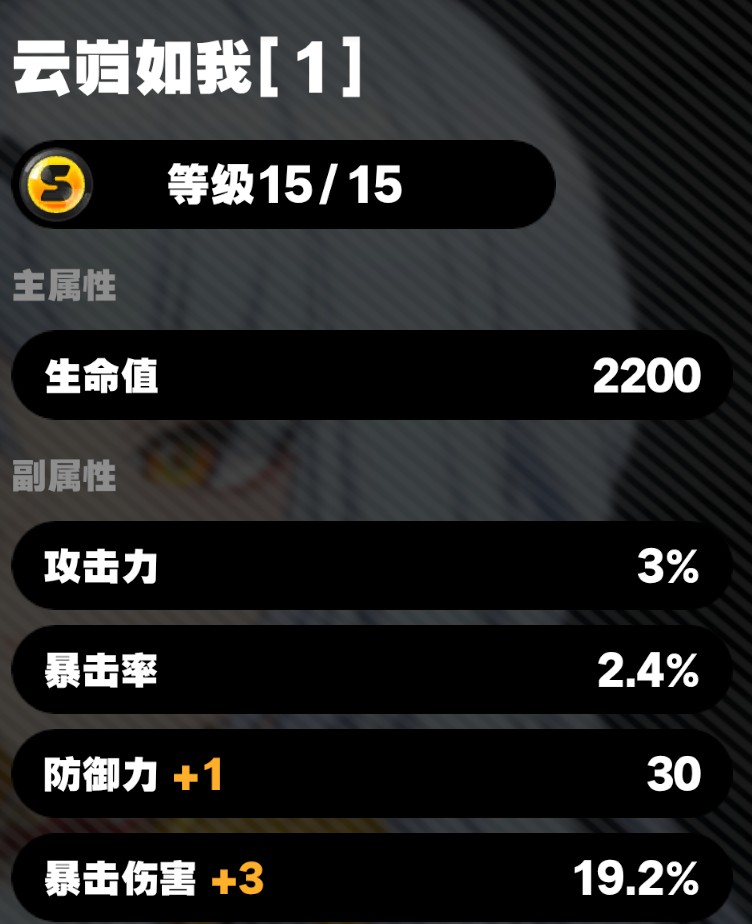 云岿如我[1]
S 等级15/15
主属性
生命值 2200
副属性
攻击力 3%
暴击率 2.4%
防御力 +1 30
暴击伤害 +3 19.2%